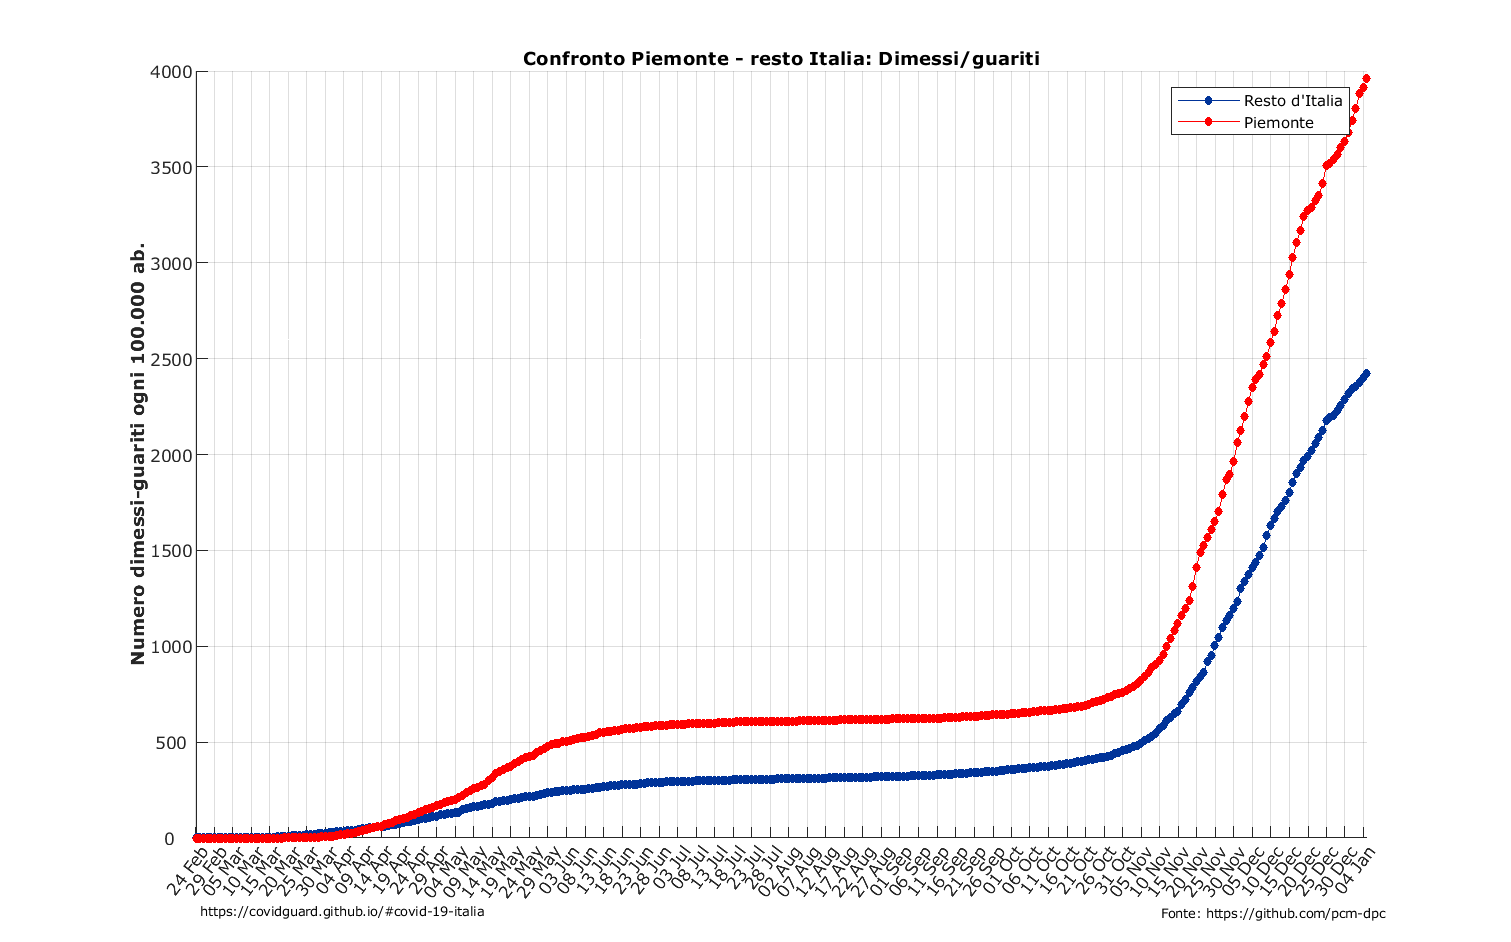 Confronto Piemonte - resto Italia: Dimessi/guariti
Resto d'Italia
Piemonte
Numero dimessi-guariti ogni 100.000 ab.
4000
3500
3000
2500
2000
1500
1000
500
0
24 Feb
29 Feb
05 Mar
10 Mar
15 Mar
20 Mar
25 Mar
30 Mar
04 Apr
09 Apr
14 Apr
19 Apr
24 Apr
29 Apr
04 May
09 May
14 May
19 May
24 May
29 May
03 Jun
08 Jun
13 Jun
18 Jun
23 Jun
28 Jun
03 Jul
08 Jul
13 Jul
18 Jul
23 Jul
28 Jul
02 Aug
07 Aug
12 Aug
17 Aug
22 Aug
27 Aug
01 Sep
06 Sep
11 Sep
16 Sep
21 Sep
26 Sep
01 Oct
06 Oct
11 Oct
16 Oct
21 Oct
26 Oct
31 Oct
05 Nov
10 Nov
15 Nov
20 Nov
25 Nov
30 Nov
05 Dec
10 Dec
15 Dec
20 Dec
25 Dec
30 Dec
04 Jan
https://covidguard.github.io/#covid-19-italia
Fonte: https://github.com/pcm-dpc